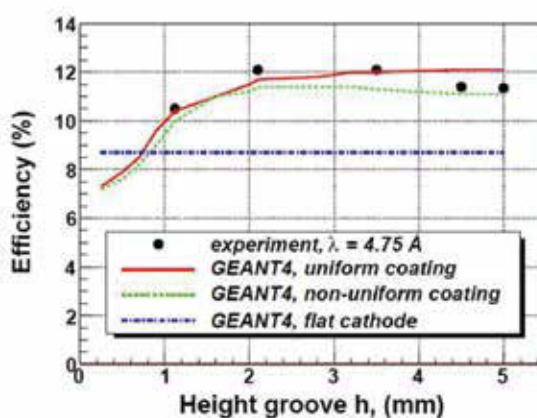 14
12
10
8
6
4
2
0
Efficiency (%)
experiment, λ = 4.75 Å
GEANT4, uniform coating
GEANT4, non-uniform coating
GEANT4, flat cathode
0 1 2 3 4 5
Height groove h, (mm)